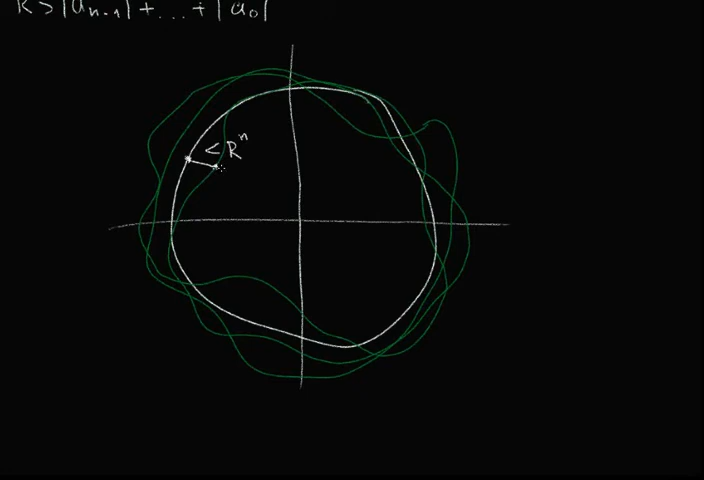 R > |a_{n-1}| + ... + |a_0|
< R^n